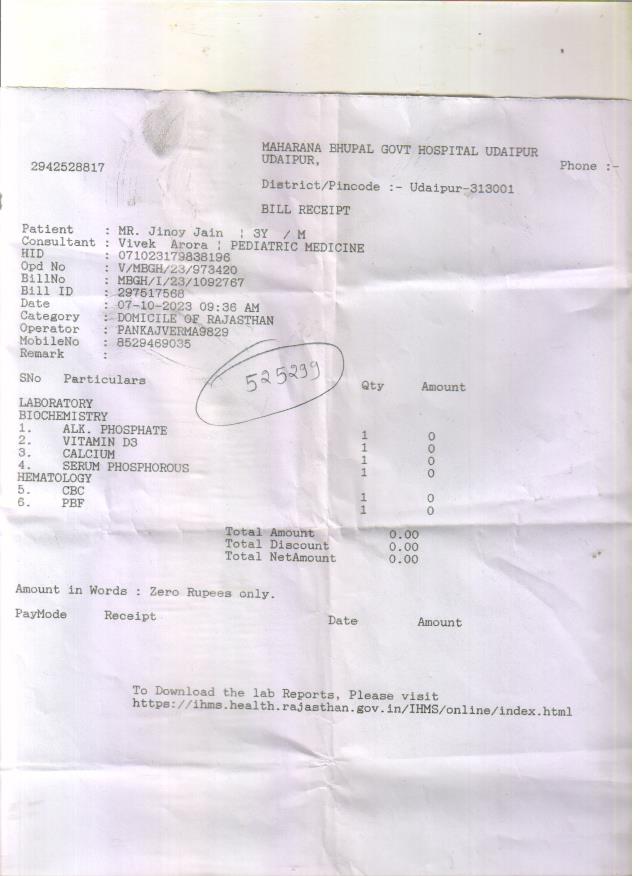 MAHARANA BHUPAL GOVT HOSPITAL UDAIPUR
2942528817 UDAIPUR, Phone :-
District/Pincode :- Udaipur-313001
BILL RECEIPT
Patient : MR. Jinoy Jain ¦ 3Y / M
Consultant : Vivek Arora ¦ PEDIATRIC MEDICINE
HID : 071023179838196
Opd No : V/MBGH/23/973420
BillNo : MBGH/I/23/1092767
Bill ID : 297517568
Date : 07-10-2023 09:36 AM
Category : DOMICILE OF RAJASTHAN
Operator : PANKAJVERMA9829
MobileNo : 8529469035
Remark :
525299
SNo Particulars Qty Amount
LABORATORY
BIOCHEMISTRY
1. ALK. PHOSPHATE 1 0
2. VITAMIN D3 1 0
3. CALCIUM 1 0
4. SERUM PHOSPHOROUS 1 0
HEMATOLOGY
5. CBC 1 0
6. PBF 1 0
Total Amount 0.00
Total Discount 0.00
Total NetAmount 0.00
Amount in Words : Zero Rupees only.
PayMode Receipt Date Amount
To Download the lab Reports, Please visit
https://ihms.health.rajasthan.gov.in/IHMS/online/index.html